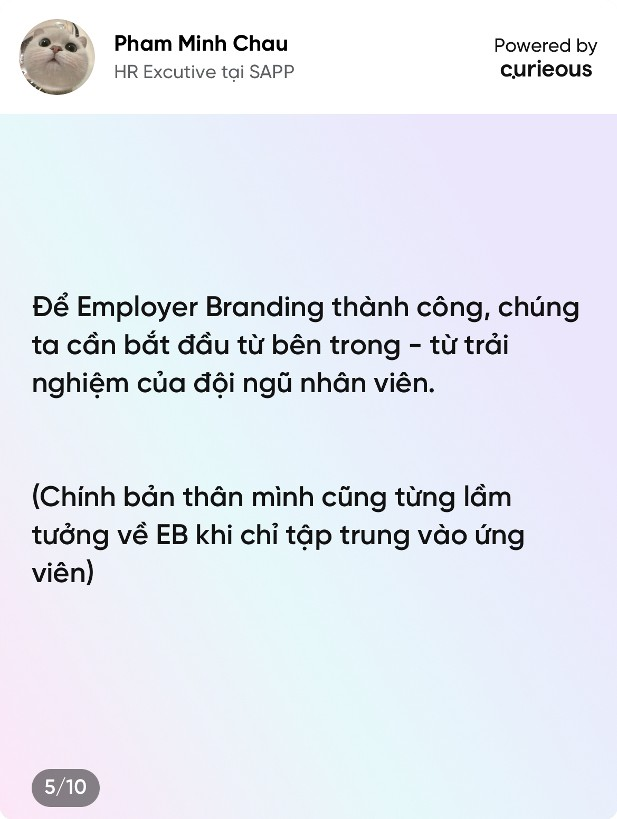 Pham Minh Chau
HR Excutive tại SAPP
Powered by
curieous
Để Employer Branding thành công, chúng
ta cần bắt đầu từ bên trong - từ trải
nghiệm của đội ngũ nhân viên.
(Chính bản thân mình cũng từng lầm
tưởng về EB khi chỉ tập trung vào ứng
viên)
5/10